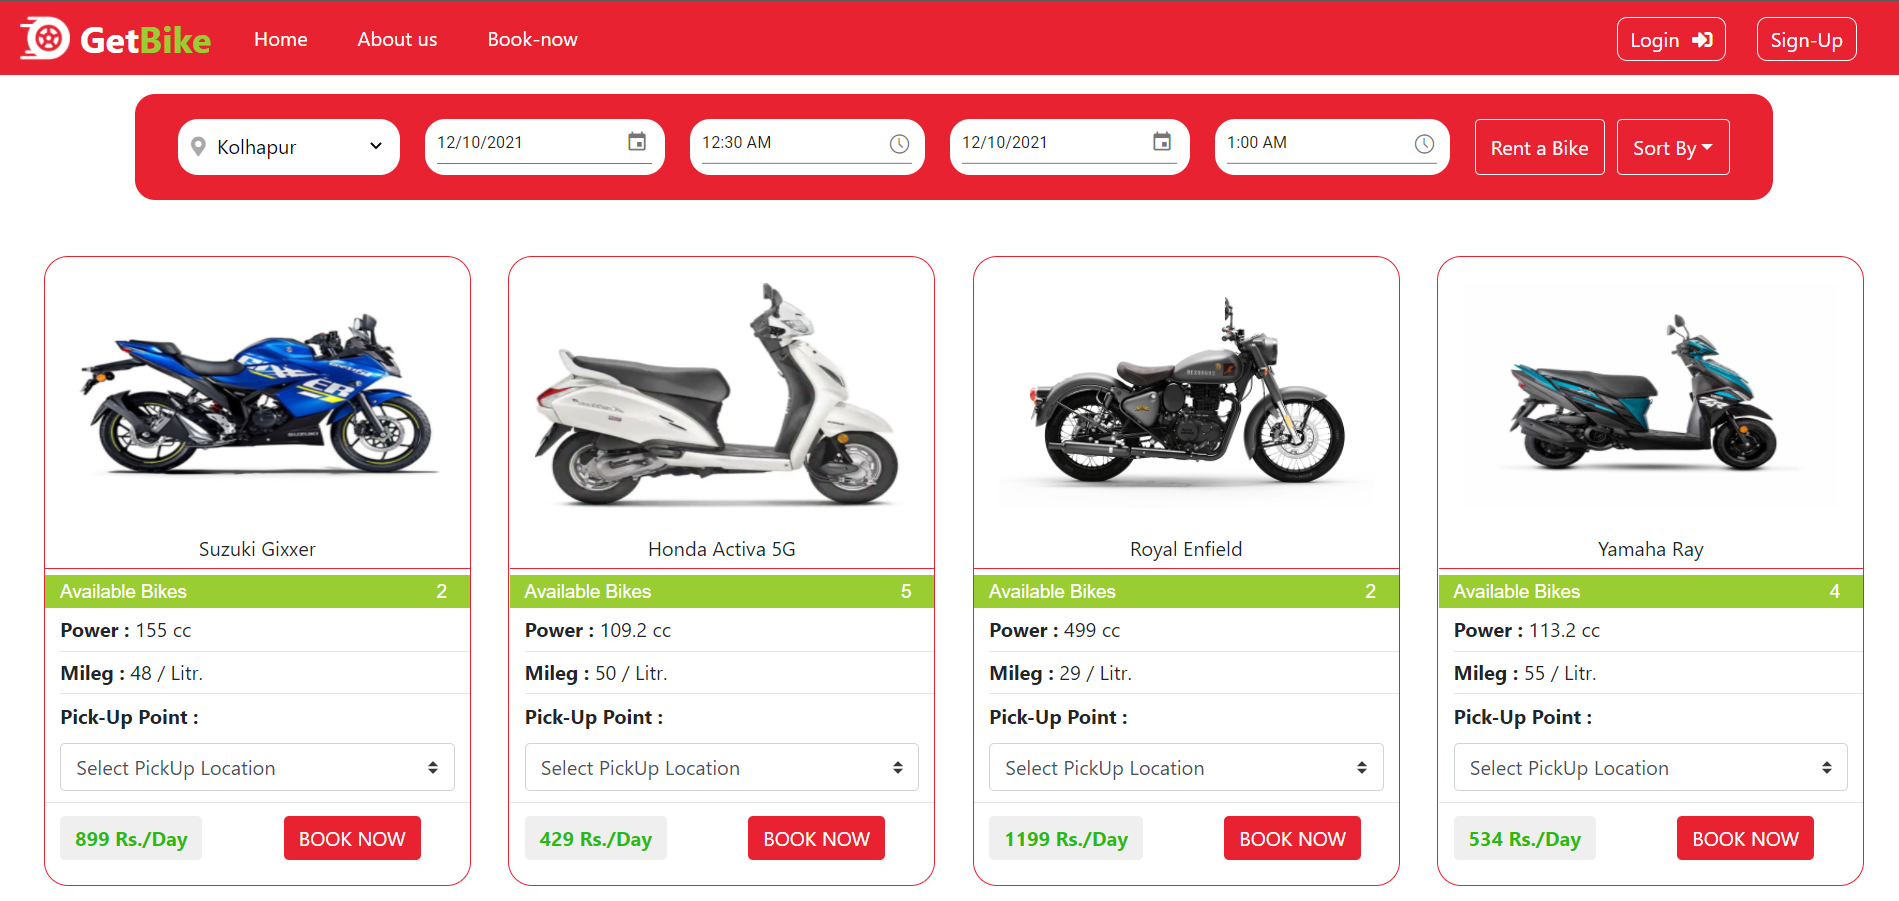 GetBike Home About us Book-now Login Sign-Up
Kolhapur 12/10/2021 12:30 AM 12/10/2021 1:00 AM Rent a Bike Sort By
Suzuki Gixxer
Available Bikes 2
Power : 155 cc
Mileg : 48 / Litr.
Pick-Up Point :
Select PickUp Location
899 Rs./Day BOOK NOW
Honda Activa 5G
Available Bikes 5
Power : 109.2 cc
Mileg : 50 / Litr.
Pick-Up Point :
Select PickUp Location
429 Rs./Day BOOK NOW
Royal Enfield
Available Bikes 2
Power : 499 cc
Mileg : 29 / Litr.
Pick-Up Point :
Select PickUp Location
1199 Rs./Day BOOK NOW
Yamaha Ray
Available Bikes 4
Power : 113.2 cc
Mileg : 55 / Litr.
Pick-Up Point :
Select PickUp Location
534 Rs./Day BOOK NOW